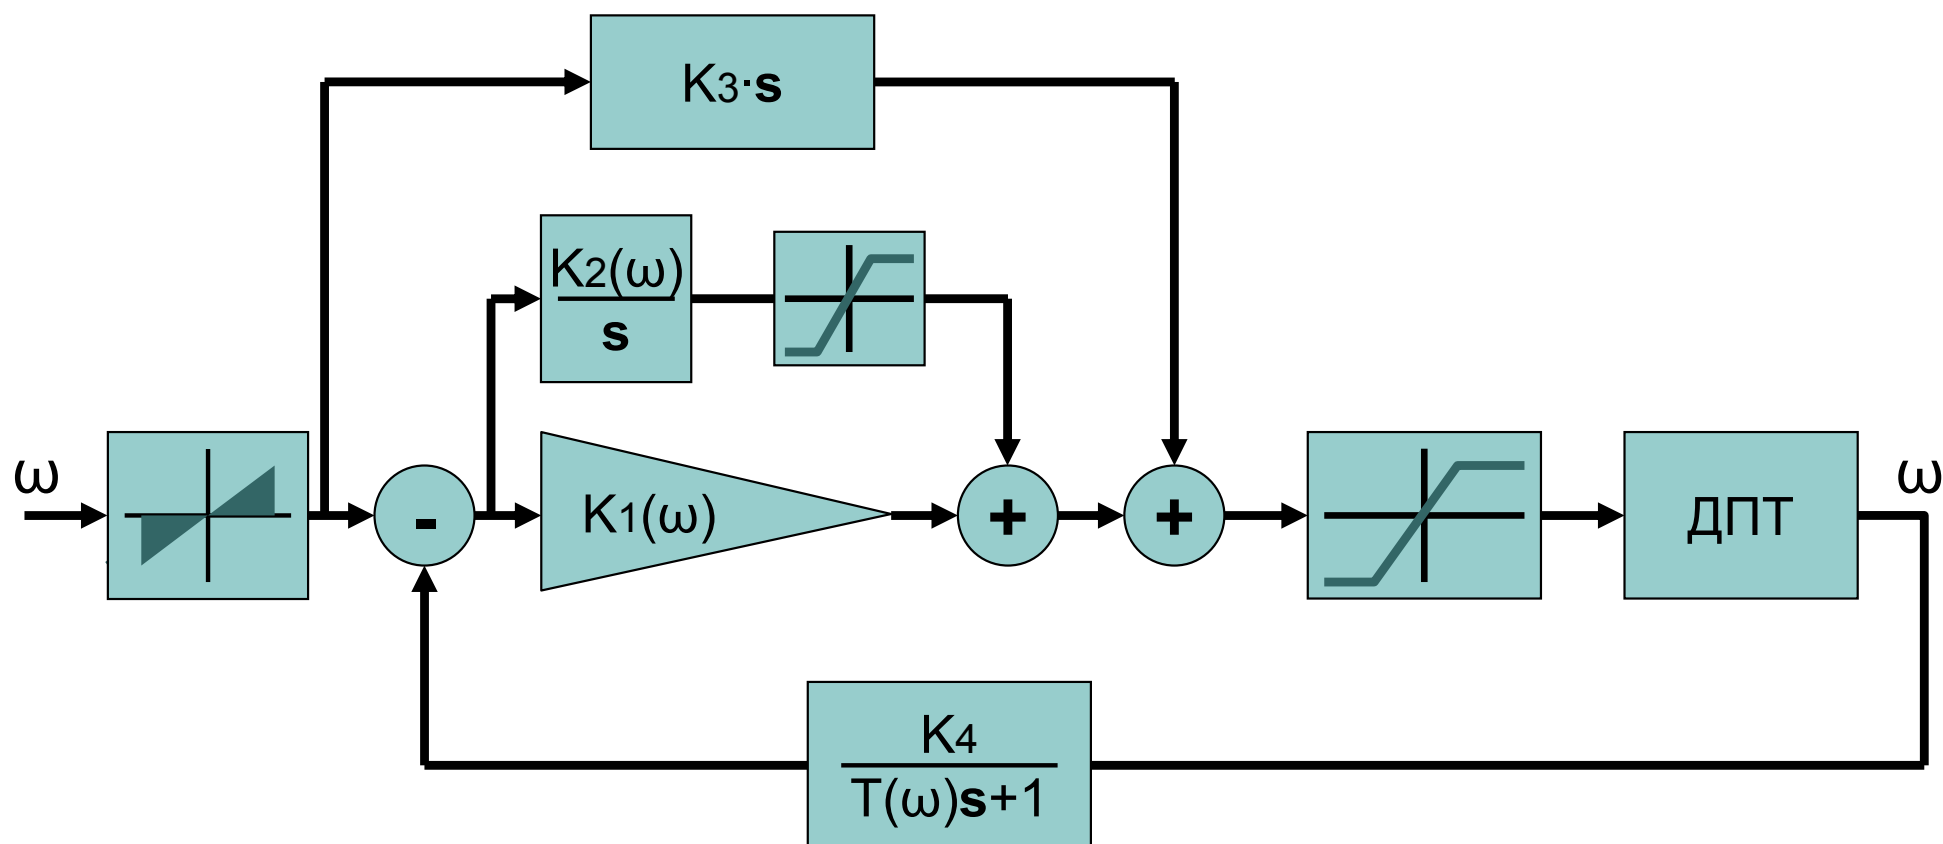 K3·s
K2(ω)
s
ω
-
K1(ω)
+
+
ДПТ
ω
K4
T(ω)s+1